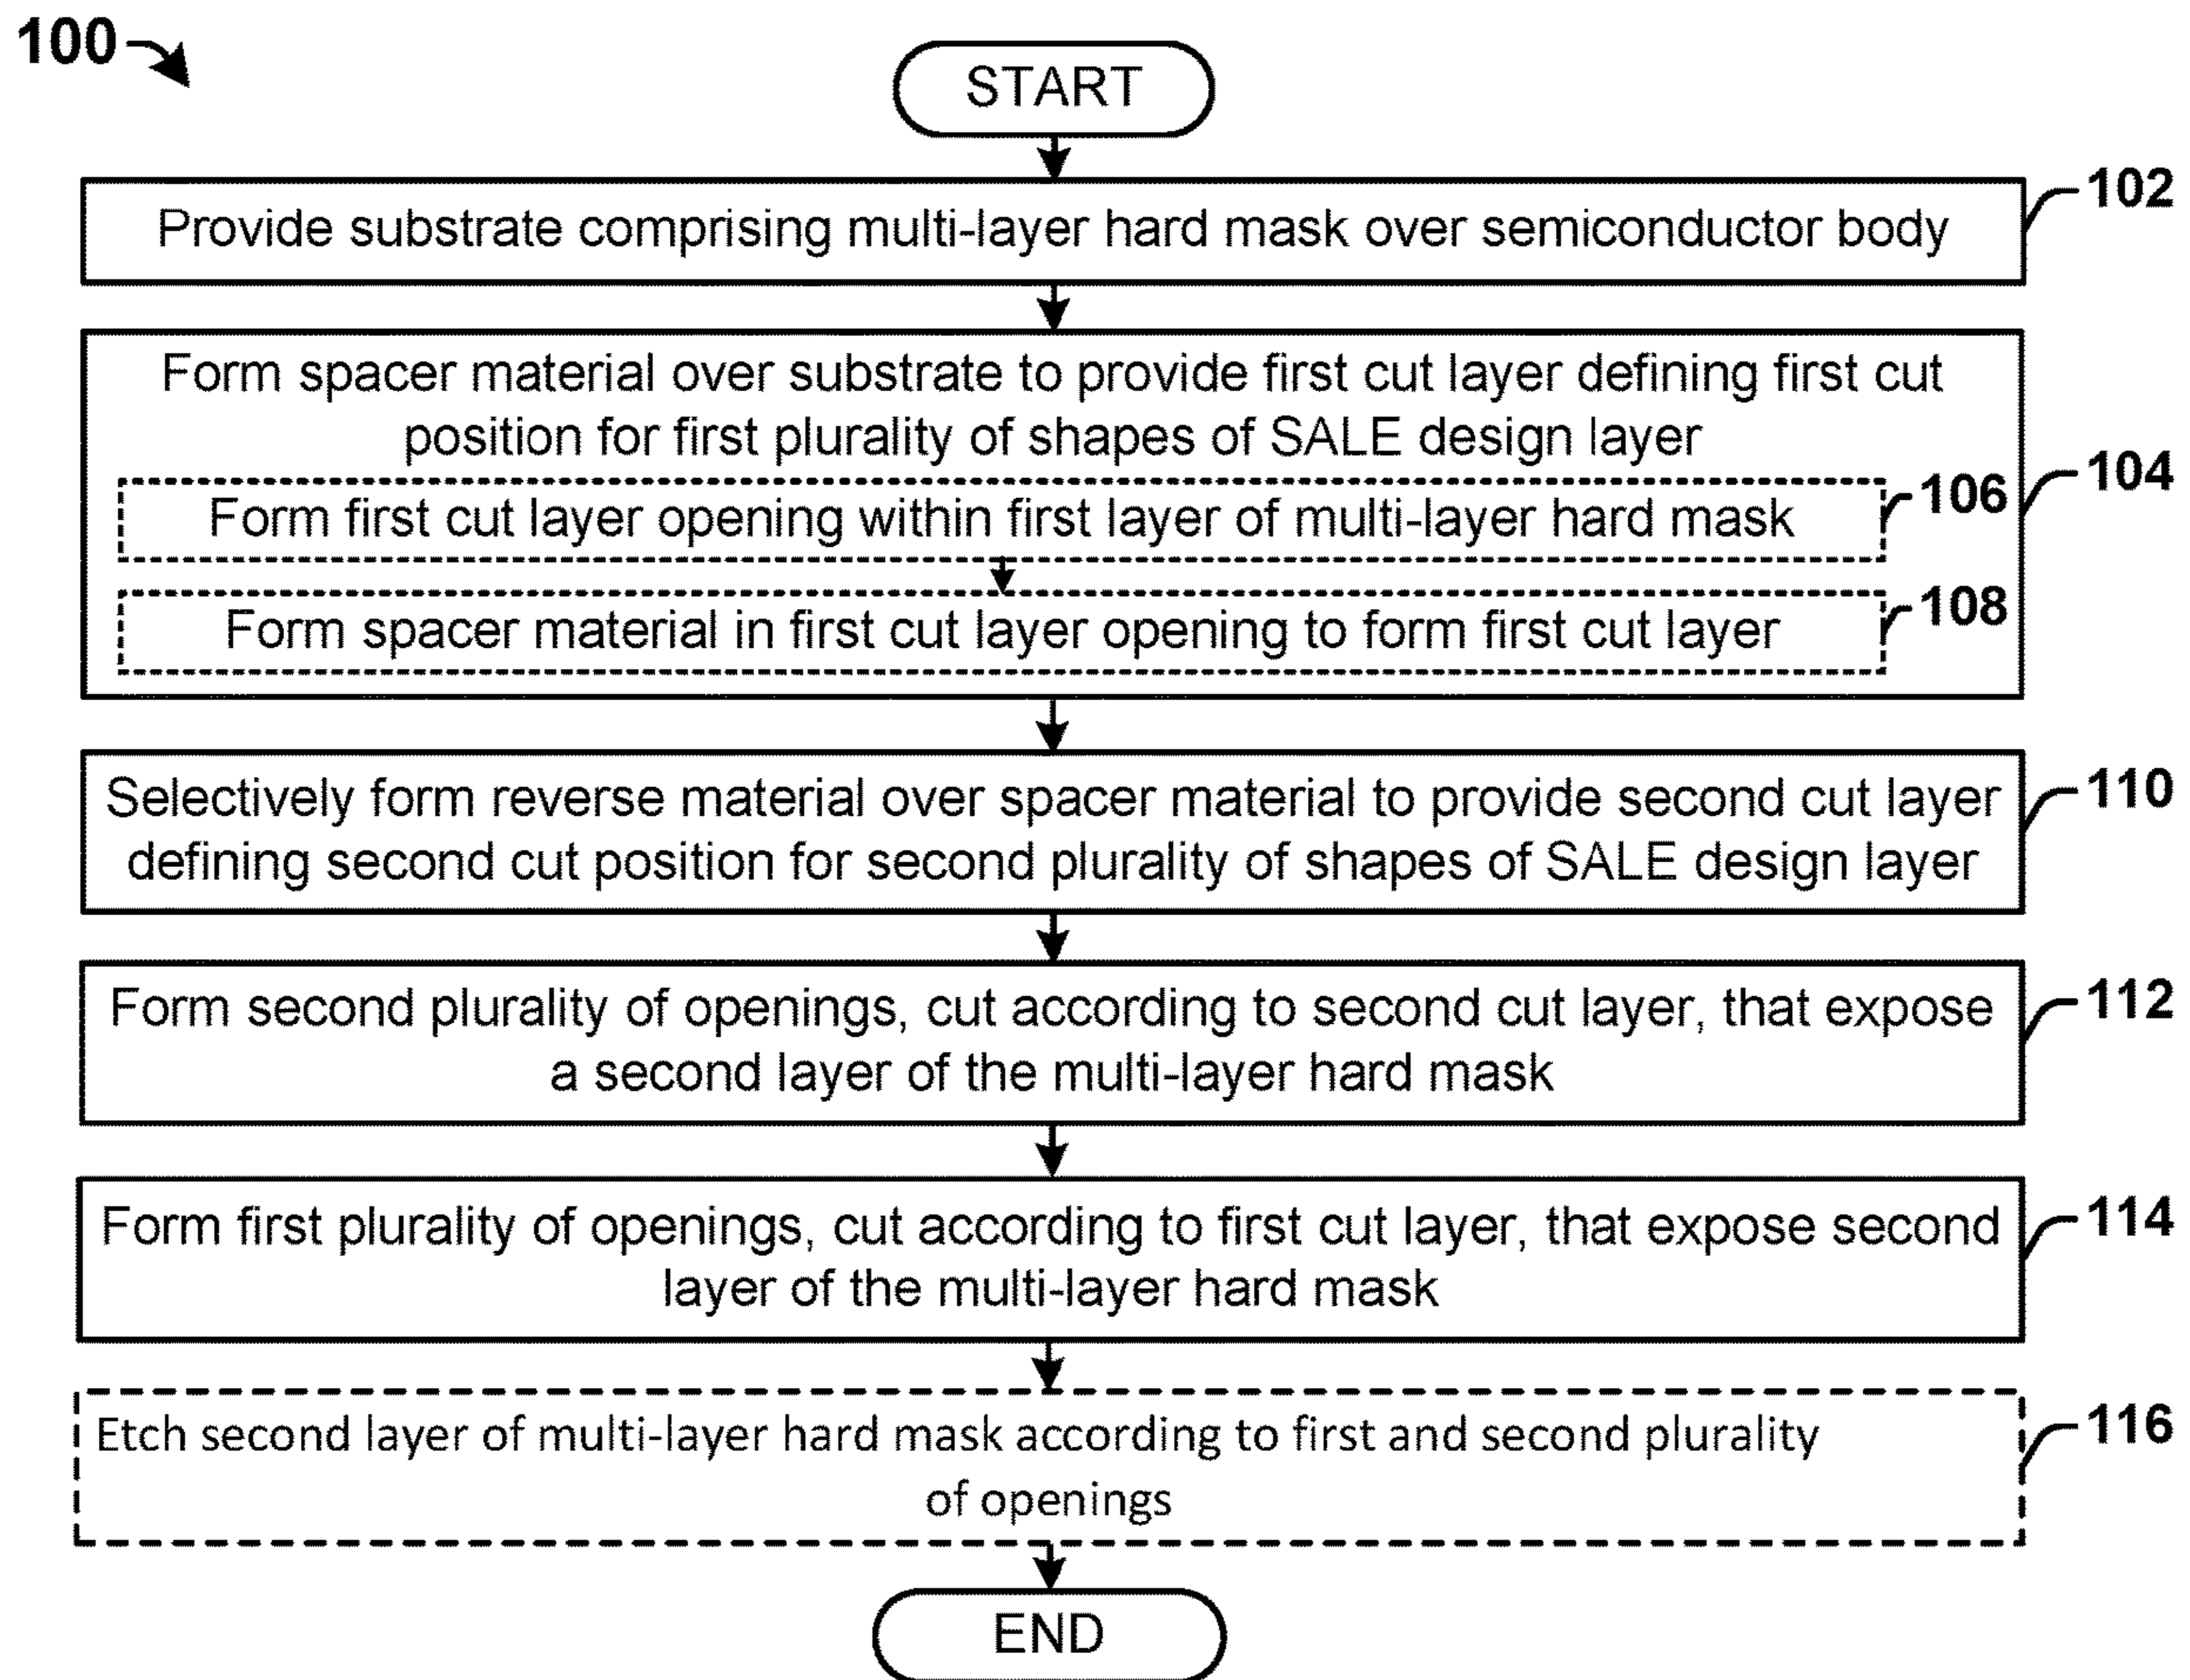 100
START
102
Provide substrate comprising multi-layer hard mask over semiconductor body
Form spacer material over substrate to provide first cut layer defining first cut
position for first plurality of shapes of SALE design layer
104
106
Form first cut layer opening within first layer of multi-layer hard mask
108
Form spacer material in first cut layer opening to form first cut layer
110
Selectively form reverse material over spacer material to provide second cut layer
defining second cut position for second plurality of shapes of SALE design layer
112
Form second plurality of openings, cut according to second cut layer, that expose
a second layer of the multi-layer hard mask
114
Form first plurality of openings, cut according to first cut layer, that expose second
layer of the multi-layer hard mask
116
Etch second layer of multi-layer hard mask according to first and second plurality
of openings
END